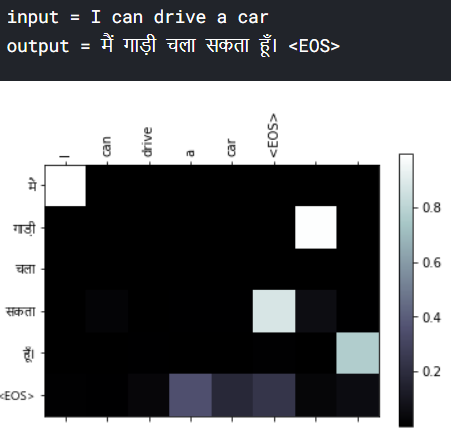 input = I can drive a car
output = मैं गाड़ी चला सकता हूँ। <EOS>
I can drive a car <EOS>
मैं
गाड़ी
चला
सकता
हूँ।
<EOS>
0.8
0.6
0.4
0.2